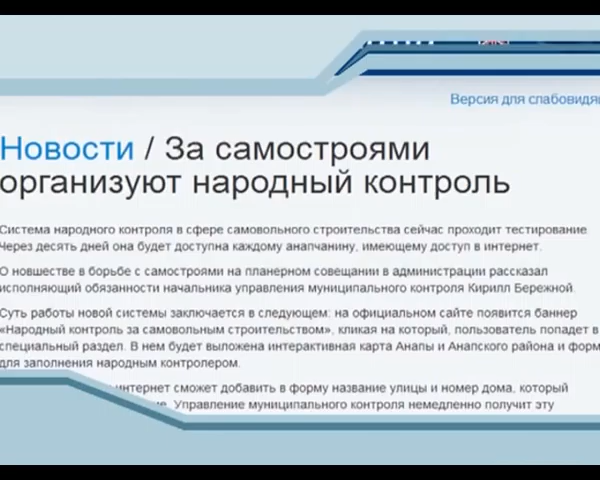 Версия для слабовидя
Новости / За самостроями
организуют народный контроль
Система народного контроля в сфере самовольного строительства сейчас проходит тестирование
Через десять дней она будет доступна каждому анапчанину, имеющему доступ в интернет.
О новшестве в борьбе с самостроями на планерном совещании в администрации рассказал
исполняющий обязанности начальника управления муниципального контроля Кирилл Бережной.
Суть работы новой системы заключается в следующем: на официальном сайте появится баннер
«Народный контроль за самовольным строительством», кликая на который, пользователь попадет в
специальный раздел. В нем будет выложена интерактивная карта Анапы и Анапского района и форм
для заполнения народным контролером.
интернет сможет добавить в форму название улицы и номер дома, который
Управление муниципального контроля немедленно получит эту